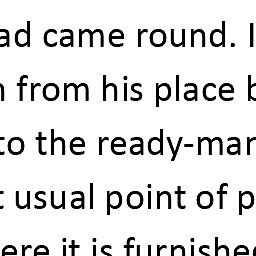 ad came round. I
from his place b
to the ready-mar
usual point of p
ere it is furnishe